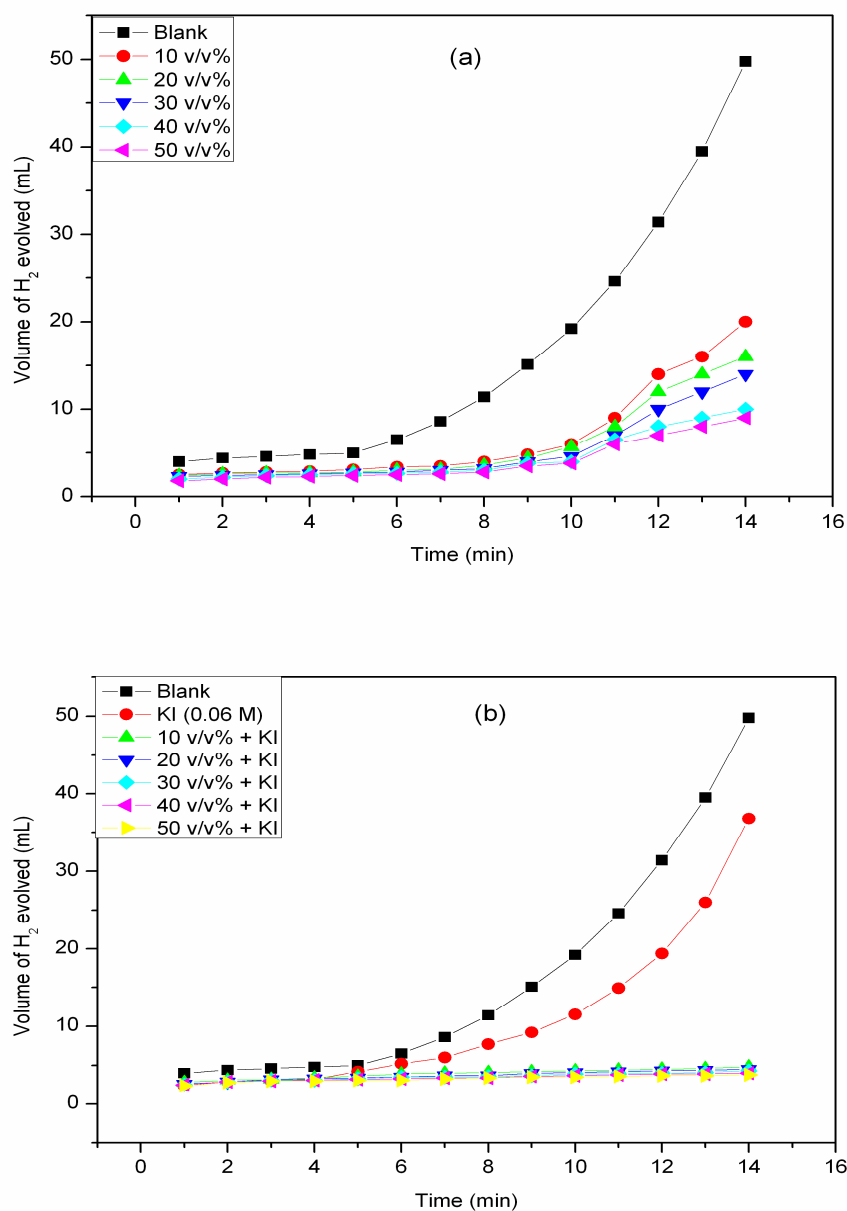 (a)
Blank
10 v/v%
20 v/v%
30 v/v%
40 v/v%
50 v/v%
Volume of H₂ evolved (mL)
50
40
30
20
10
0
0 2 4 6 8 10 12 14 16
Time (min)
(b)
Blank
KI (0.06 M)
10 v/v% + KI
20 v/v% + KI
30 v/v% + KI
40 v/v% + KI
50 v/v% + KI
Volume of H₂ evolved (mL)
50
40
30
20
10
0
0 2 4 6 8 10 12 14 16
Time (min)